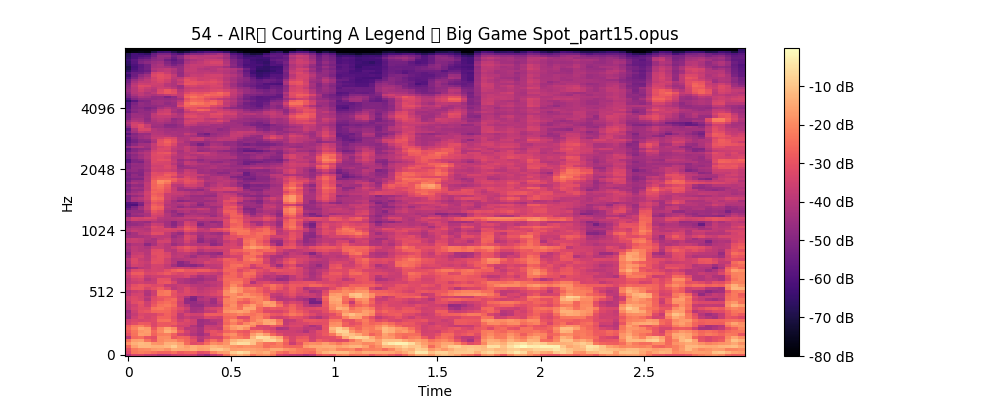 54 - AIR Courting A Legend Big Game Spot_part15.opus
Hz
4096
2048
1024
512
0
0
0.5
1
1.5
2
2.5
Time
-10 dB
-20 dB
-30 dB
-40 dB
-50 dB
-60 dB
-70 dB
-80 dB